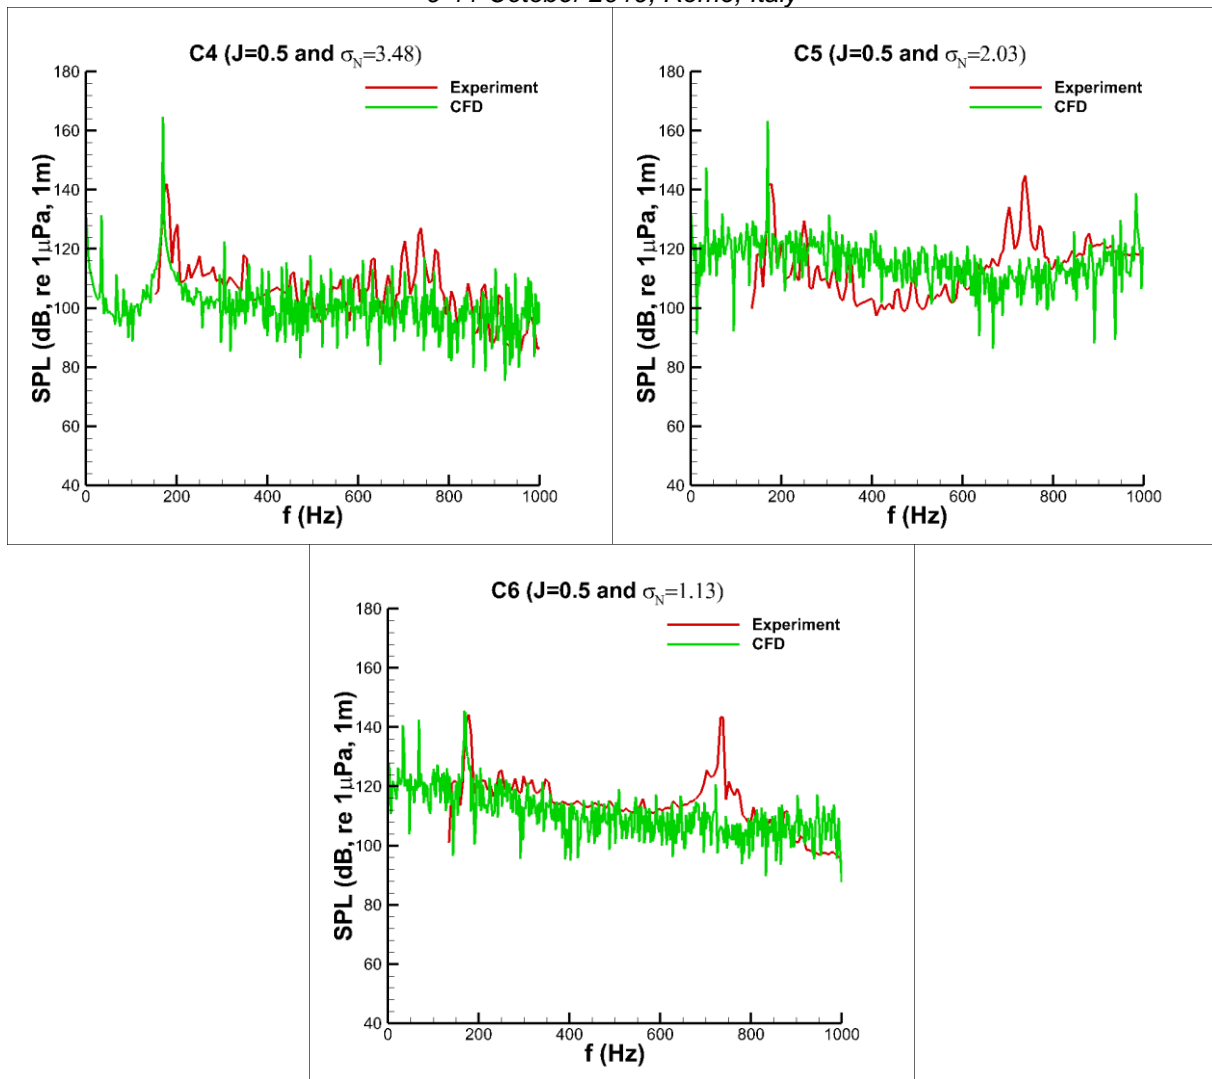 C4 (J=0.5 and σN=3.48)
180
160
140
120
100
80
60
40
SPL (dB, re 1μPa, 1m)
Experiment
CFD
0 200 400 600 800 1000
f (Hz)
C5 (J=0.5 and σN=2.03)
180
160
140
120
100
80
60
40
SPL (dB, re 1μPa, 1m)
Experiment
CFD
0 200 400 600 800 1000
f (Hz)
C6 (J=0.5 and σN=1.13)
180
160
140
120
100
80
60
40
SPL (dB, re 1μPa, 1m)
Experiment
CFD
0 200 400 600 800 1000
f (Hz)